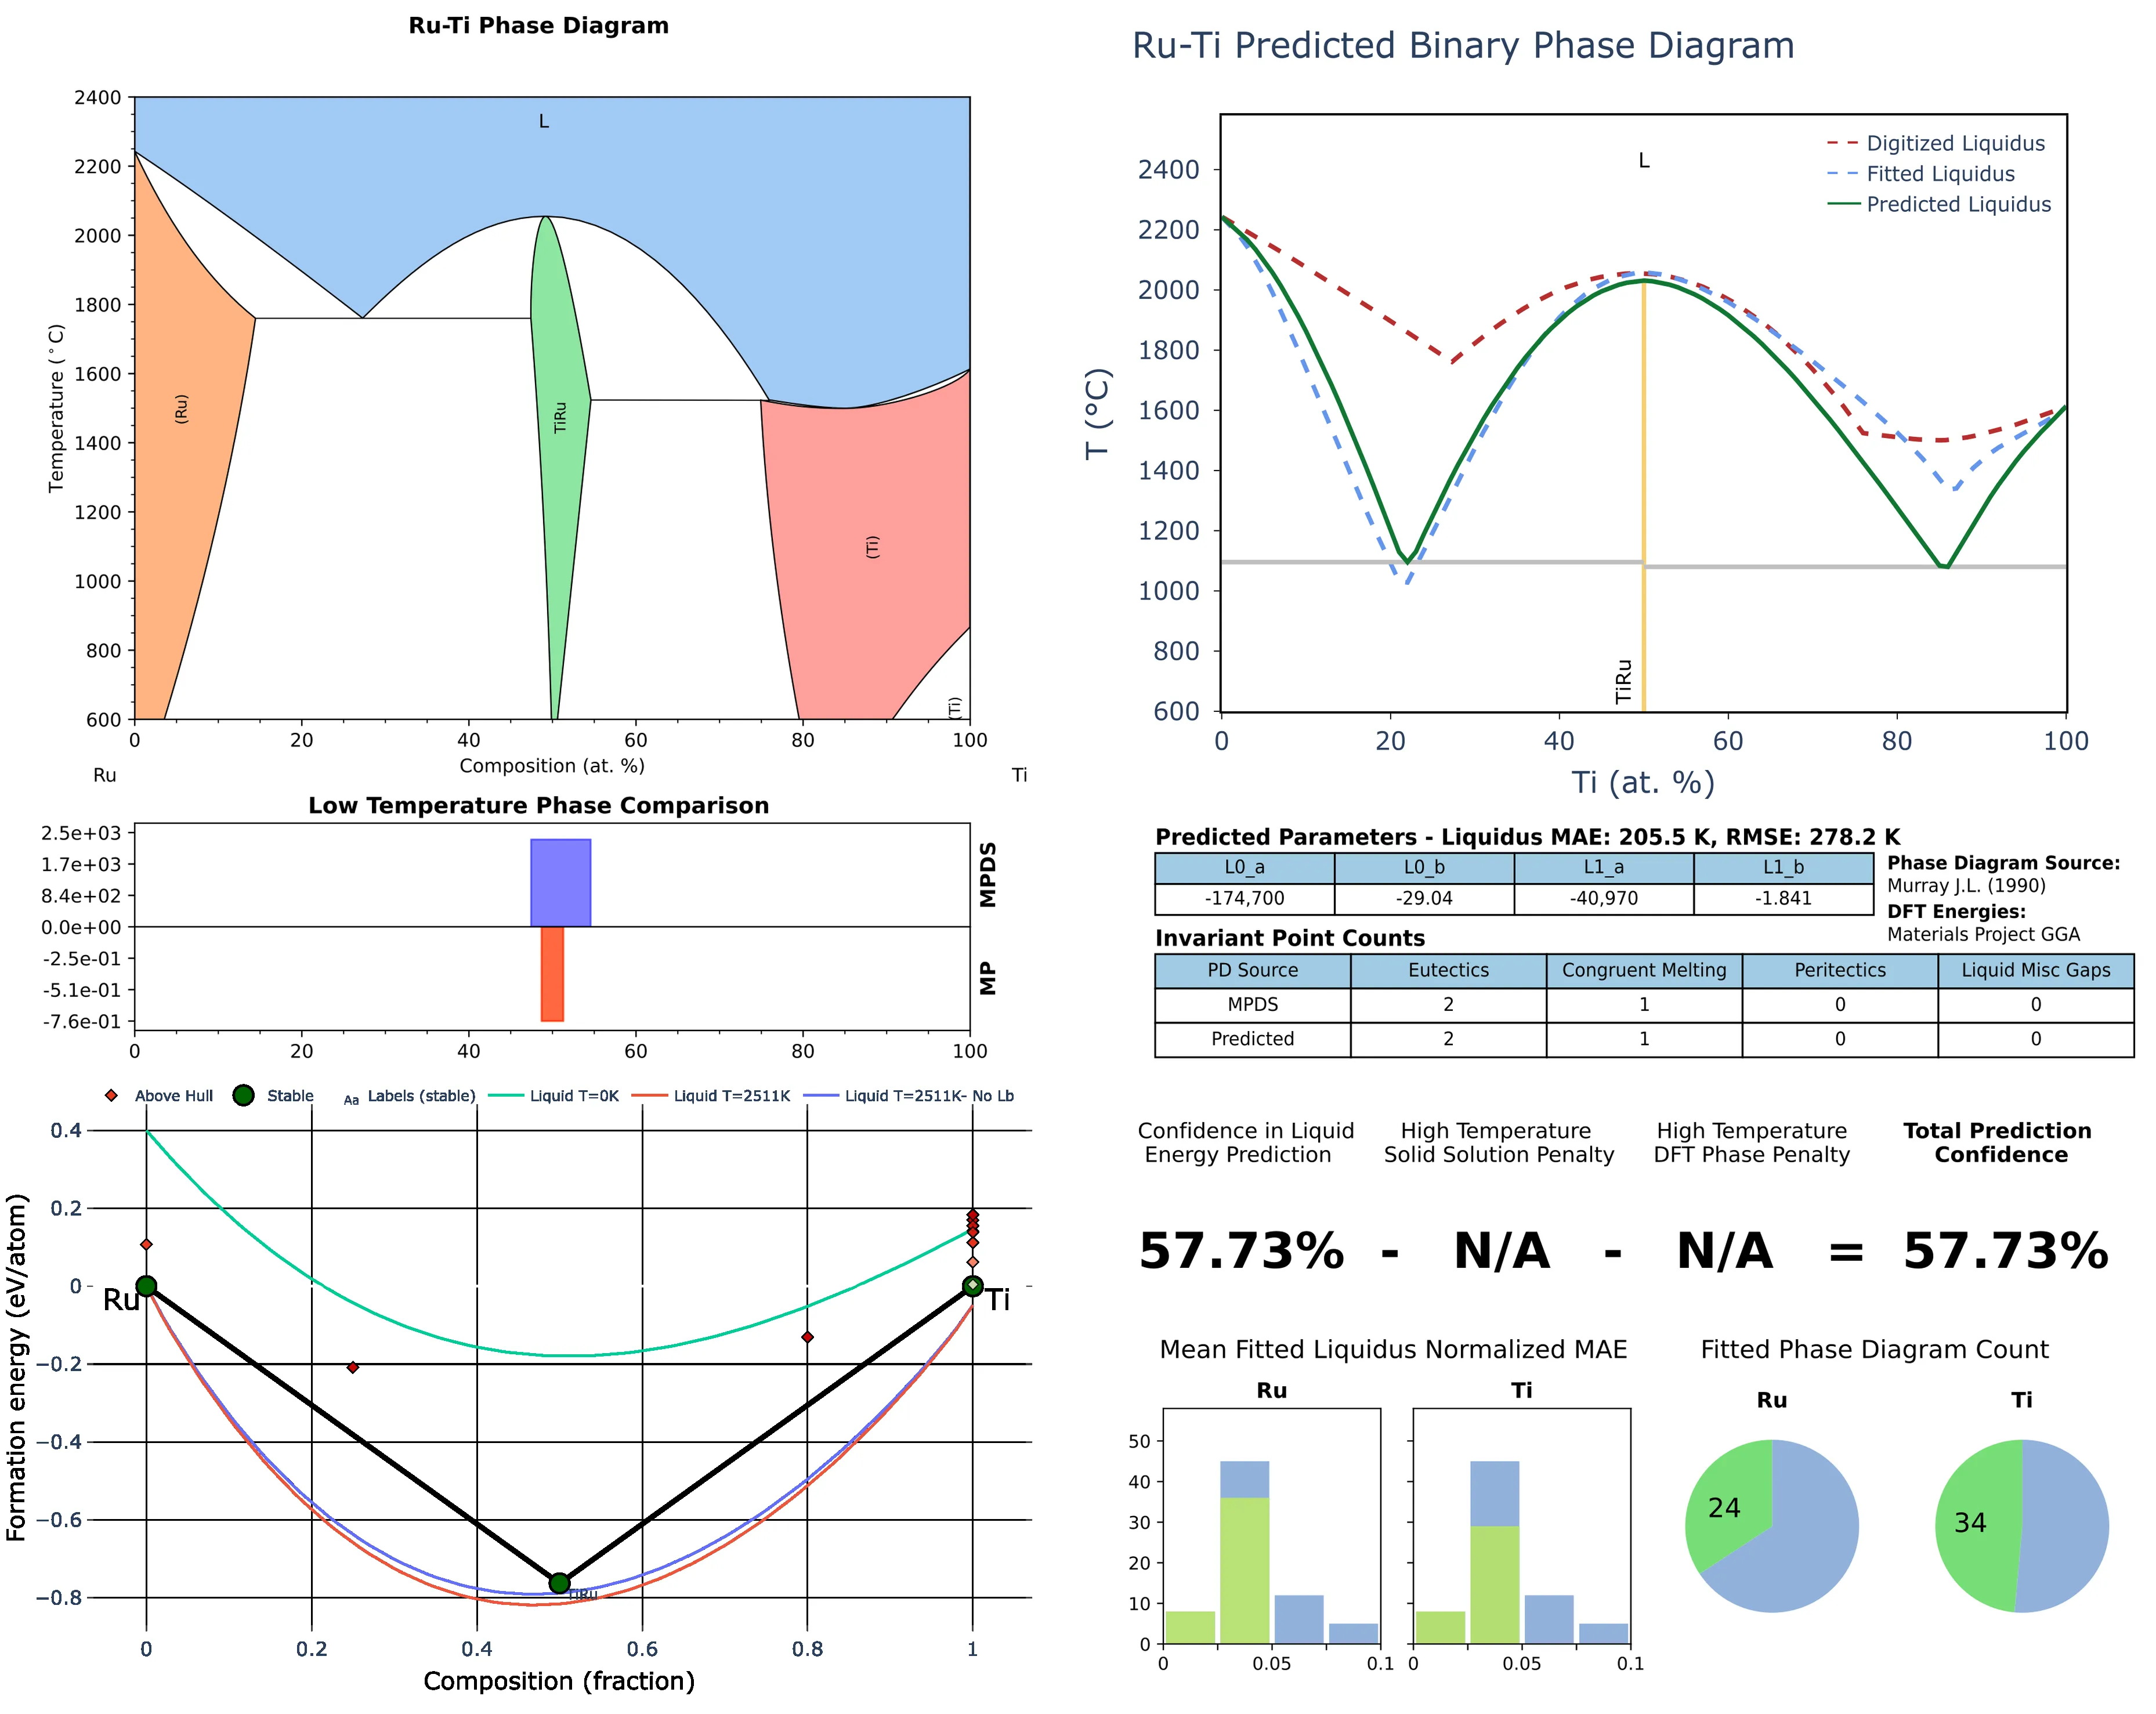 Ru-Ti Phase Diagram
2400
2200
2000
1800
1600
1400
1200
1000
800
600
Temperature (°C)
L
(Ru)
TiRu
(Ti)
(Ti)
0 20 40 60 80 100
Composition (at. %)
Ru Ti
Low Temperature Phase Comparison
2.5e+03
1.7e+03
8.4e+02
0.0e+00
-2.5e-01
-5.1e-01
-7.6e-01
MPDS
MP
0 20 40 60 80 100
Above Hull Stable Aa Labels (stable) Liquid T=0K Liquid T=2511K Liquid T=2511K- No Lb
0.4
0.2
0
−0.2
−0.4
−0.6
−0.8
Formation energy (eV/atom)
Ru
Ti
TiRu
0 0.2 0.4 0.6 0.8 1
Composition (fraction)
Ru-Ti Predicted Binary Phase Diagram
2400
2200
2000
1800
1600
1400
1200
1000
800
600
T (°C)
L
Digitized Liquidus
Fitted Liquidus
Predicted Liquidus
TiRu
0 20 40 60 80 100
Ti (at. %)
Predicted Parameters - Liquidus MAE: 205.5 K, RMSE: 278.2 K
L0_a L0_b L1_a L1_b
-174,700 -29.04 -40,970 -1.841
Phase Diagram Source:
Murray J.L. (1990)
DFT Energies:
Materials Project GGA
Invariant Point Counts
PD Source Eutectics Congruent Melting Peritectics Liquid Misc Gaps
MPDS 2 1 0 0
Predicted 2 1 0 0
Confidence in Liquid
Energy Prediction
High Temperature
Solid Solution Penalty
High Temperature
DFT Phase Penalty
Total Prediction
Confidence
57.73% - N/A - N/A = 57.73%
Mean Fitted Liquidus Normalized MAE
Ru
Ti
50
40
30
20
10
0
0 0.05 0.1
0 0.05 0.1
Fitted Phase Diagram Count
Ru
Ti
24
34